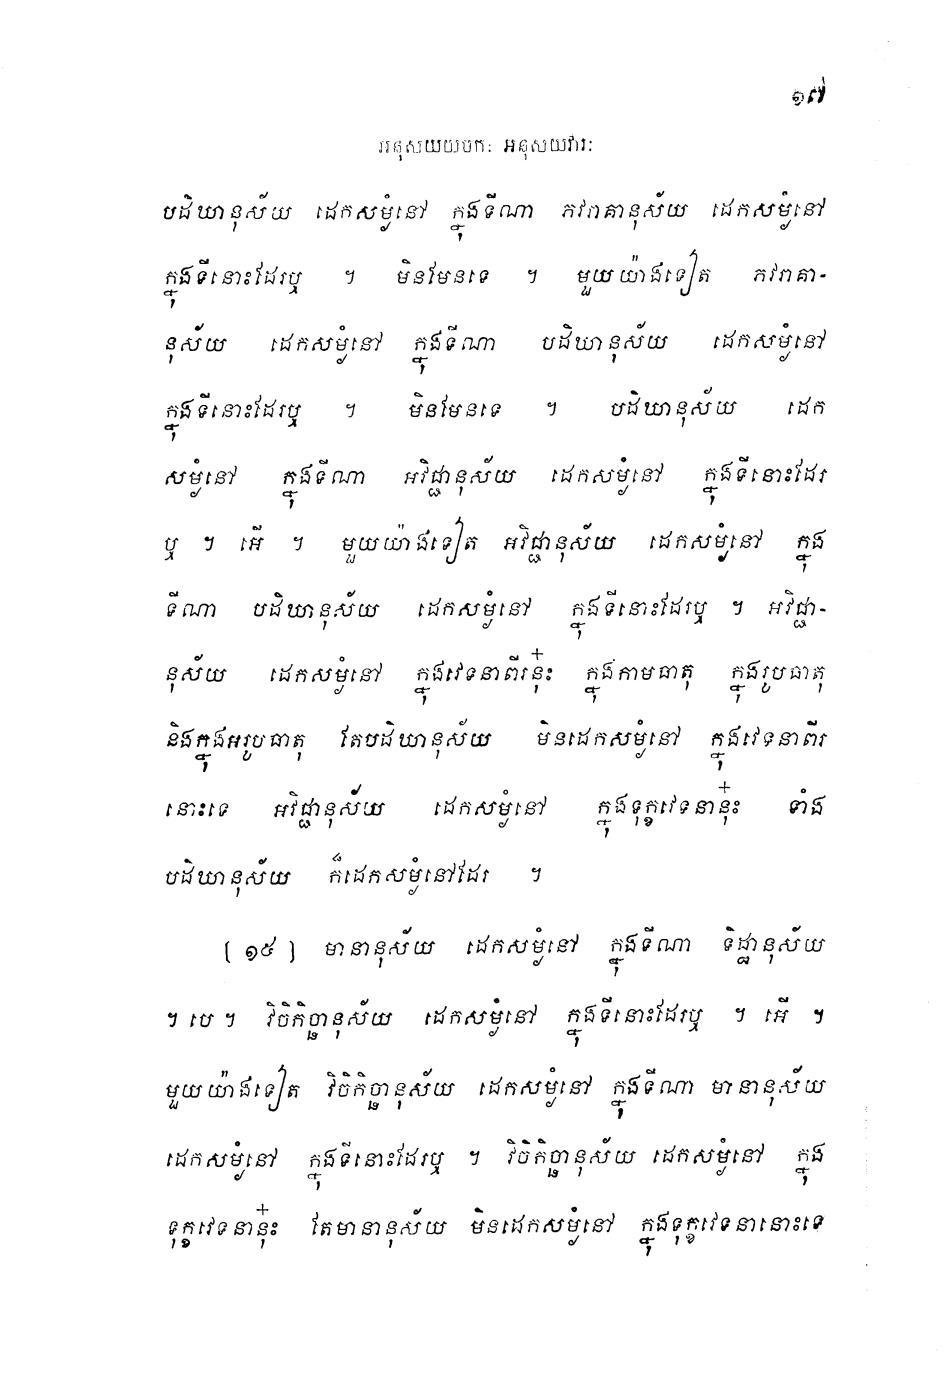 ១៧
អនុសយយមកៈ អនុសយវារៈ
បដិឃានុស័យ ដេកសម្ងំនៅ ក្នុងទីណា ភវរាគានុស័យ ដេកសម្ងំនៅ
ក្នុងទីនោះដែរឬ ។ មិនមែនទេ ។ មួយយ៉ាងទៀត ភវរាគា-
នុស័យ ដេកសម្ងំនៅ ក្នុងទីណា បដិឃានុស័យ ដេកសម្ងំនៅ
ក្នុងទីនោះដែរឬ ។ មិនមែនទេ ។ បដិឃានុស័យ ដេក
សម្ងំនៅ ក្នុងទីណា អវិជ្ជានុស័យ ដេកសម្ងំនៅ ក្នុងទីនោះដែរ
ឬ ។ អើ ។ មួយយ៉ាងទៀត អវិជ្ជានុស័យ ដេកសម្ងំនៅ ក្នុង
ទីណា បដិឃានុស័យ ដេកសម្ងំនៅ ក្នុងទីនោះដែរឬ ។ អវិជ្ជា-
នុស័យ ដេកសម្ងំនៅ ក្នុងវេទនាពីរនុ៎ះ ក្នុងកាមធាតុ ក្នុងរូបធាតុ
និងក្នុងអរូបធាតុ តែបដិឃានុស័យ មិនដេកសម្ងំនៅ ក្នុងវេទនាពីរ
នោះទេ អវិជ្ជានុស័យ ដេកសម្ងំនៅ ក្នុងទុក្ខវេទនានុ៎ះ ទាំង
បដិឃានុស័យ ក៏ដេកសម្ងំនៅដែរ ។
[១៥] មានានុស័យ ដេកសម្ងំនៅ ក្នុងទីណា ទិដ្ឋានុស័យ
។ បេ ។ វិចិកិច្ឆានុស័យ ដេកសម្ងំនៅ ក្នុងទីនោះដែរឬ ។ អើ ។
មួយយ៉ាងទៀត វិចិកិច្ឆានុស័យ ដេកសម្ងំនៅ ក្នុងទីណា មានានុស័យ
ដេកសម្ងំនៅ ក្នុងទីនោះដែរឬ ។ វិចិកិច្ឆានុស័យ ដេកសម្ងំនៅ ក្នុង
ទុក្ខវេទនានុ៎ះ តែមានានុស័យ មិនដេកសម្ងំនៅ ក្នុងទុក្ខវេទនានោះទេ